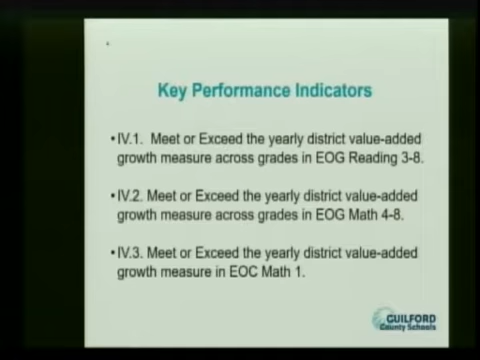 Key Performance Indicators
•IV.1. Meet or Exceed the yearly district value-added
growth measure across grades in EOG Reading 3-8.
•IV.2. Meet or Exceed the yearly district value-added
growth measure across grades in EOG Math 4-8.
•IV.3. Meet or Exceed the yearly district value-added
growth measure in EOC Math 1.
GUILFORD
County Schools